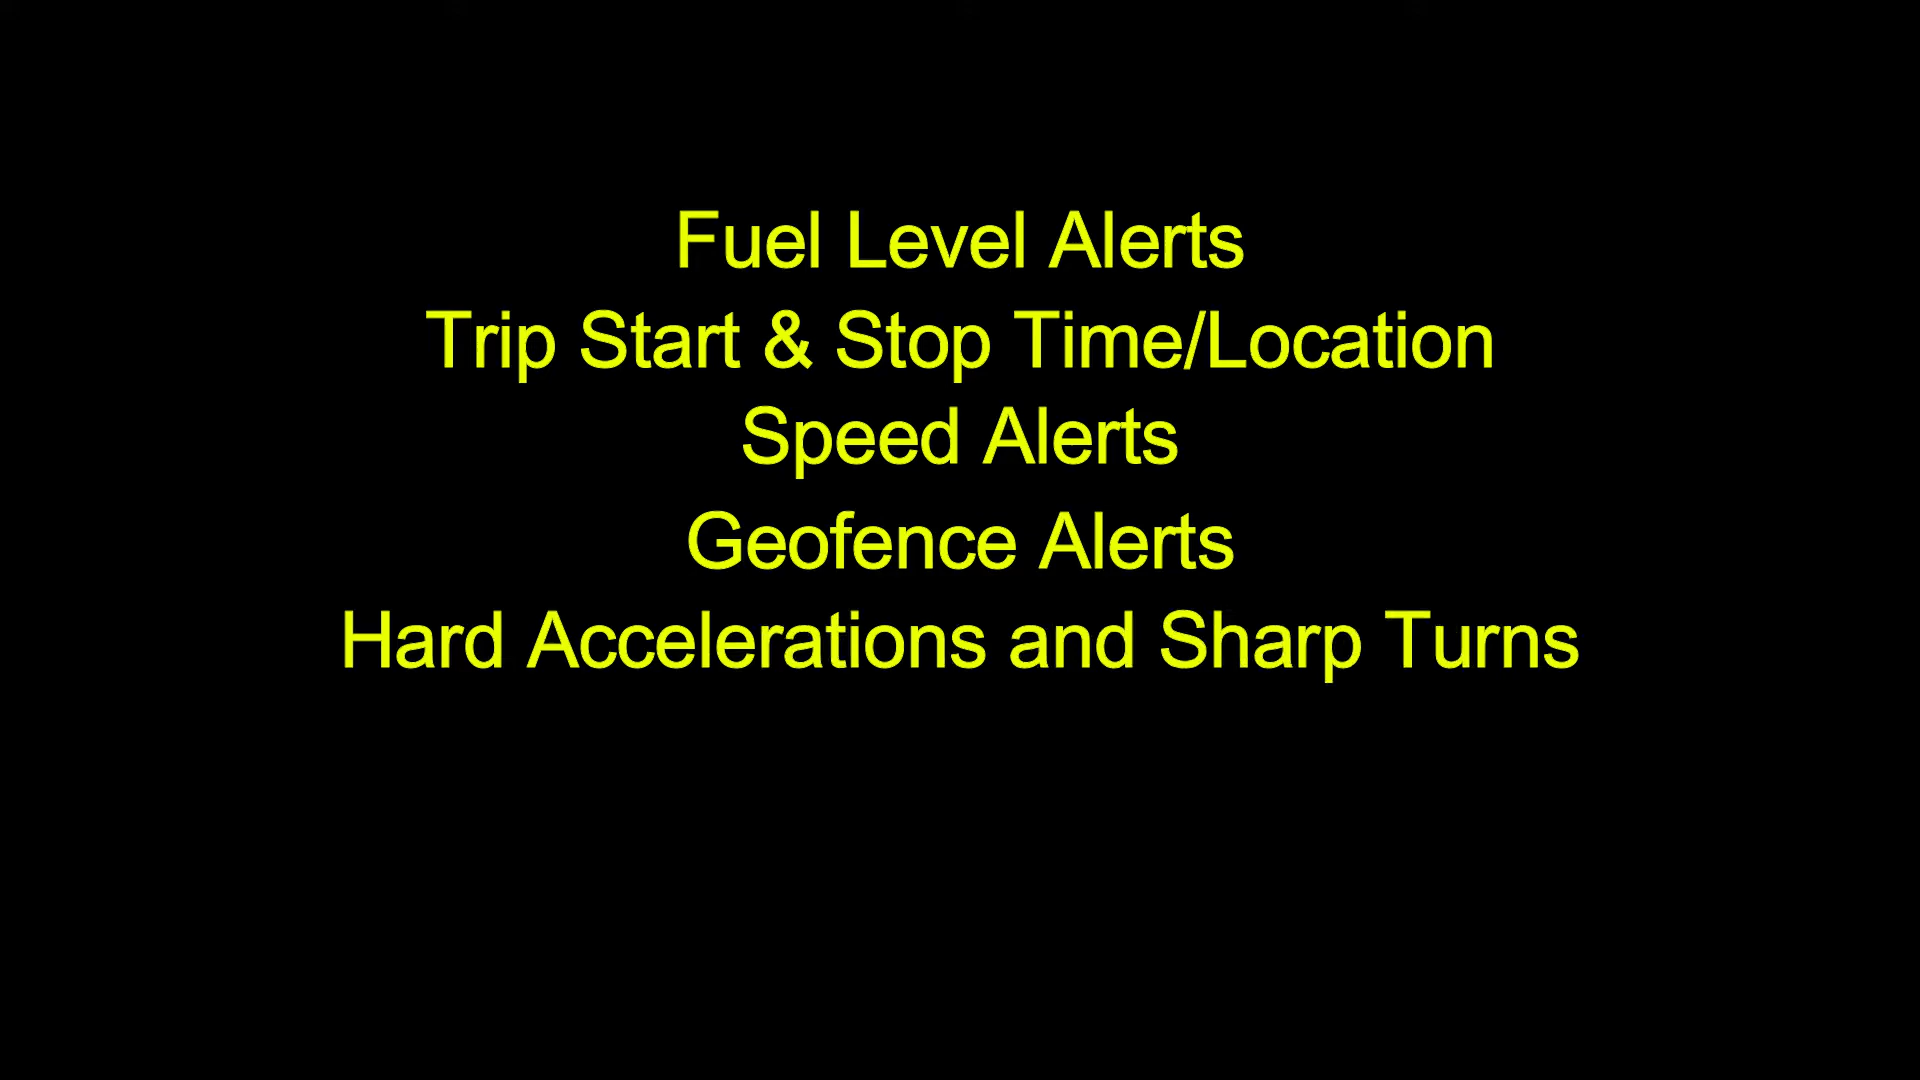 Fuel Level Alerts
Trip Start & Stop Time/Location
Speed Alerts
Geofence Alerts
Hard Accelerations and Sharp Turns